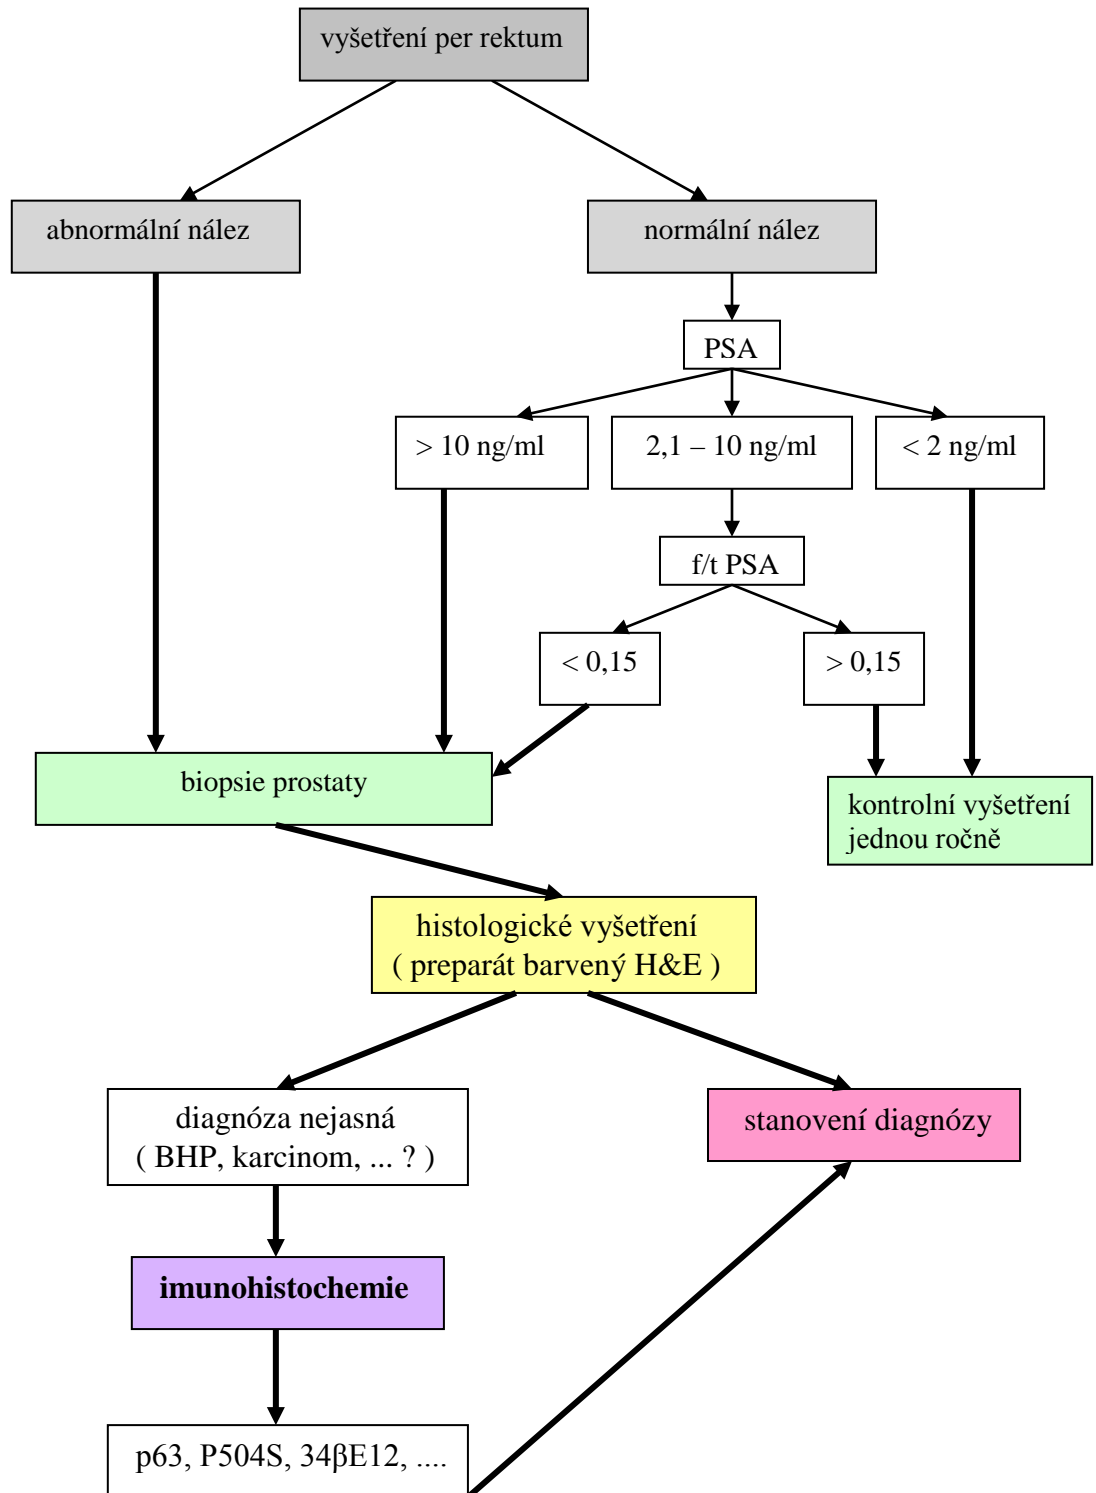 vyšetření per rektum
abnormální nález
normální nález
PSA
> 10 ng/ml
2,1 – 10 ng/ml
< 2 ng/ml
f/t PSA
< 0,15
> 0,15
biopsie prostaty
kontrolní vyšetření
jednou ročně
histologické vyšetření
( preparát barvený H&E )
diagnóza nejasná
( BHP, karcinom, ... ? )
stanovení diagnózy
imunohistochemie
p63, P504S, 34βE12, ....